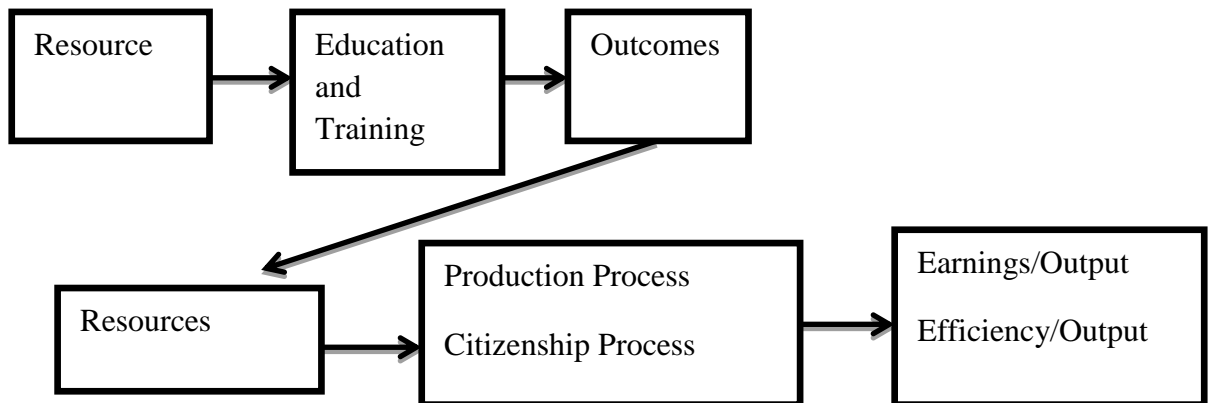 Resource
Education
and
Training
Outcomes
Resources
Production Process
Citizenship Process
Earnings/Output
Efficiency/Output